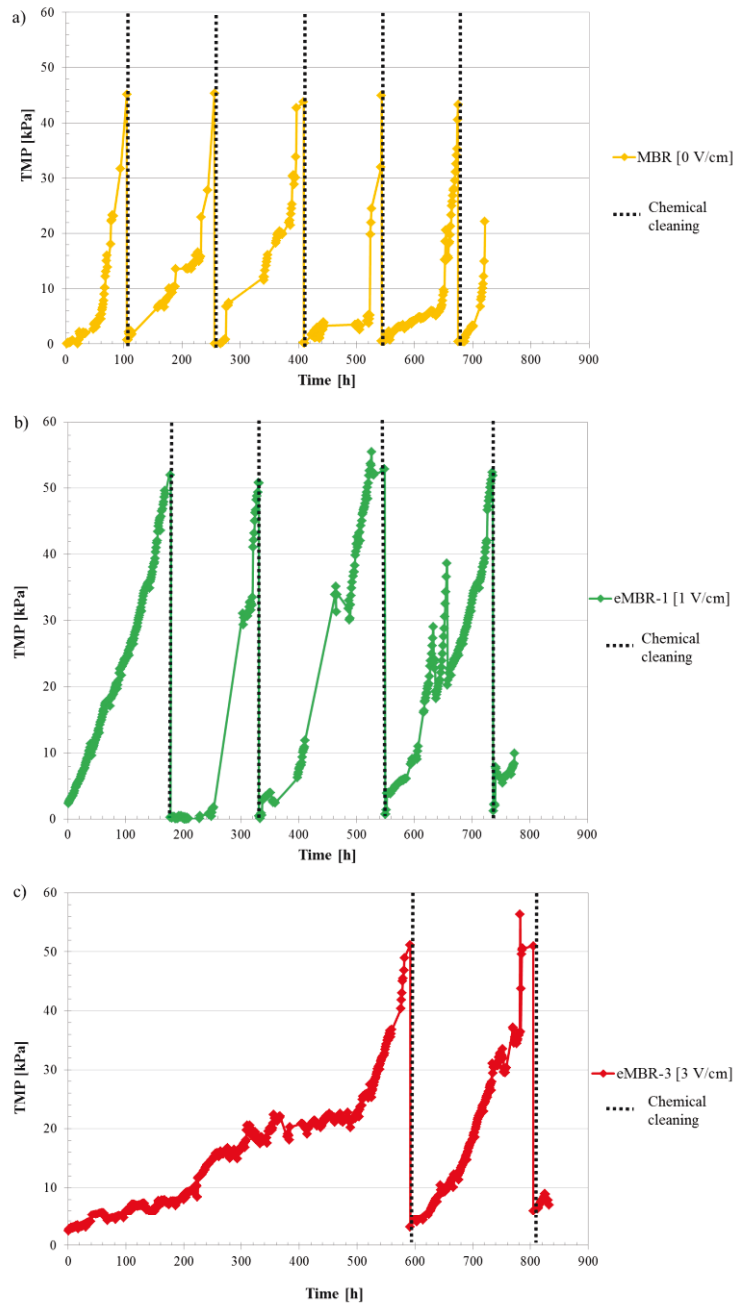 a)
60
50
40
30
20
10
0
TMP [kPa]
0 100 200 300 400 500 600 700 800 900
Time [h]
MBR [0 V/cm]
Chemical
cleaning
b)
60
50
40
30
20
10
0
TMP [kPa]
0 100 200 300 400 500 600 700 800 900
Time [h]
eMBR-1 [1 V/cm]
Chemical
cleaning
c)
60
50
40
30
20
10
0
TMP [kPa]
0 100 200 300 400 500 600 700 800 900
Time [h]
eMBR-3 [3 V/cm]
Chemical
cleaning